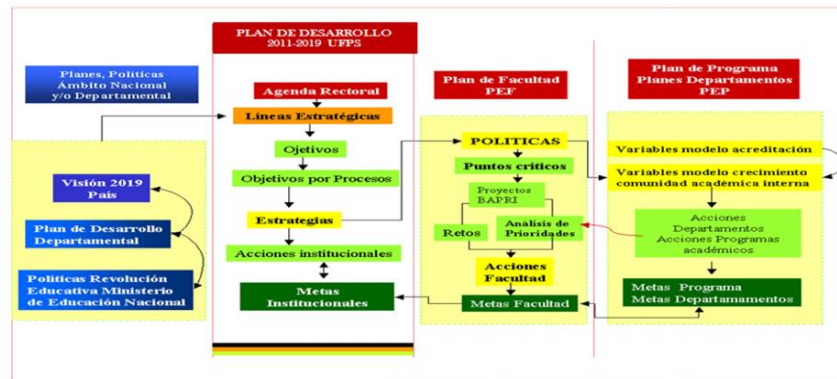 PLAN DE DESARROLLO
2011-2019 UFPS
Planes, Políticas
Ámbito Nacional
y/o Departamental
Plan de Facultad
PEF
Plan de Programa
Planes Departamentos
PEP
Agenda Rectoral
Líneas Estratégicas
Ojetivos
Objetivos por Procesos
Estrategias
Acciones institucionales
Metas
Institucionales
Visión 2019
País
Plan de Desarrollo
Departamental
Políticas Revolución
Educativa Ministerio
de Educación Nacional
POLITICAS
Puntos críticos
Proyectos
BAPRI
Retos
Análisis de
Prioridades
Acciones
Facultad
Metas Facultad
Variables modelo acreditación
Variables modelo crecimiento
comunidad académica interna
Acciones
Departamentos
Acciones Programas
académicos
Metas Programa
Metas Departamamentos